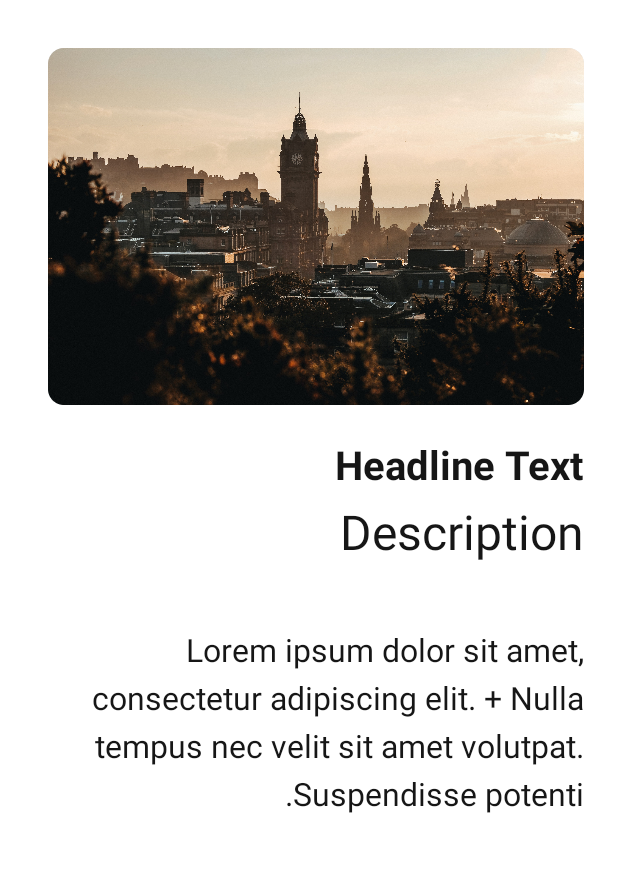 Headline Text
Description
Lorem ipsum dolor sit amet,
consectetur adipiscing elit. + Nulla
tempus nec velit sit amet volutpat.
.Suspendisse potenti